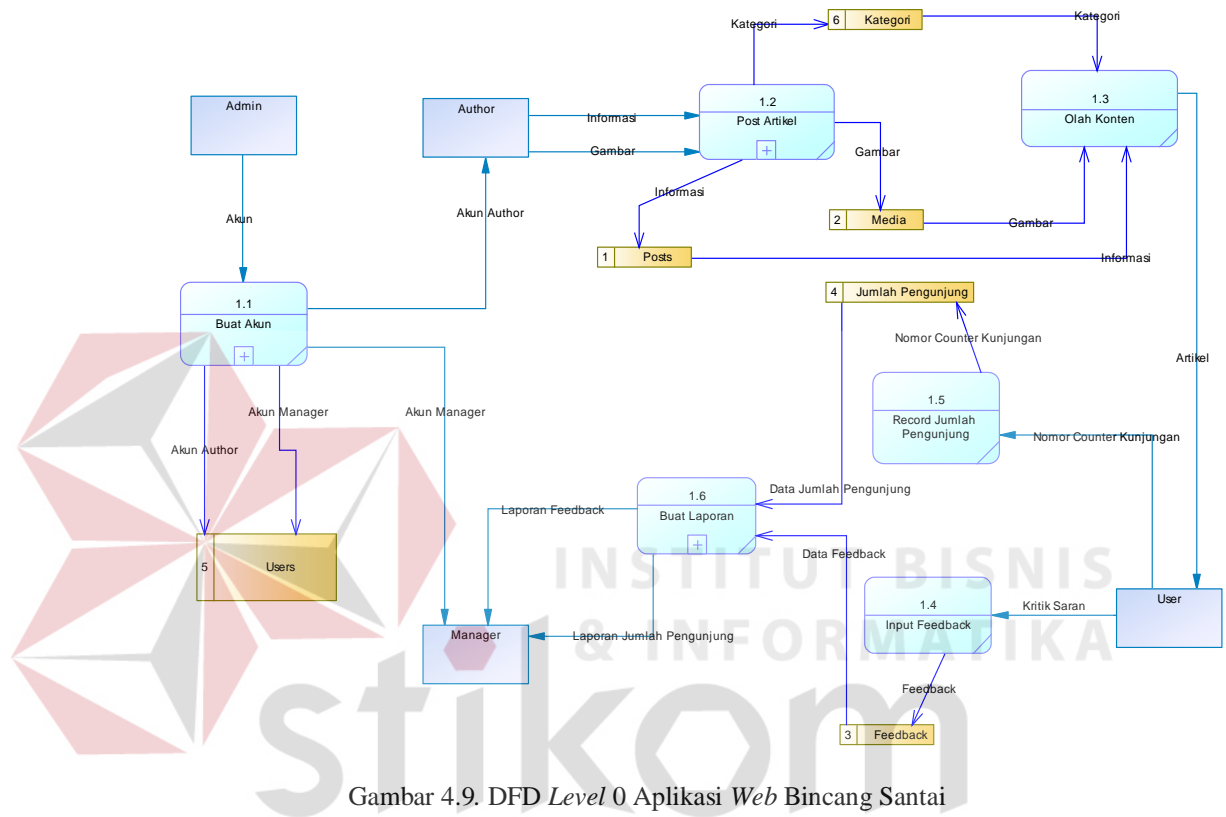 6 Kategori
Kategori
Kategori
Admin
Author
Informasi
Gambar
1.2
Post Artikel
Gambar
1.3
Olah Konten
Informasi
Akun
Akun Author
2 Media
Gambar
1 Posts
Informasi
1.1
Buat Akun
4 Jumlah Pengunjung
Nomor Counter Kunjungan
Artikel
1.5
Record Jumlah
Pengunjung
Nomor Counter Kunjungan
Akun Manager
Akun Manager
Akun Author
Data Jumlah Pengunjung
1.6
Buat Laporan
Laporan Feedback
Data Feedback
5 Users
INSTITUT BISNIS
& INFORMATIKA
stikom
1.4
Input Feedback
Kritik Saran
User
Manager
Laporan Jumlah Pengunjung
Feedback
3 Feedback
Gambar 4.9. DFD Level 0 Aplikasi Web Bincang Santai